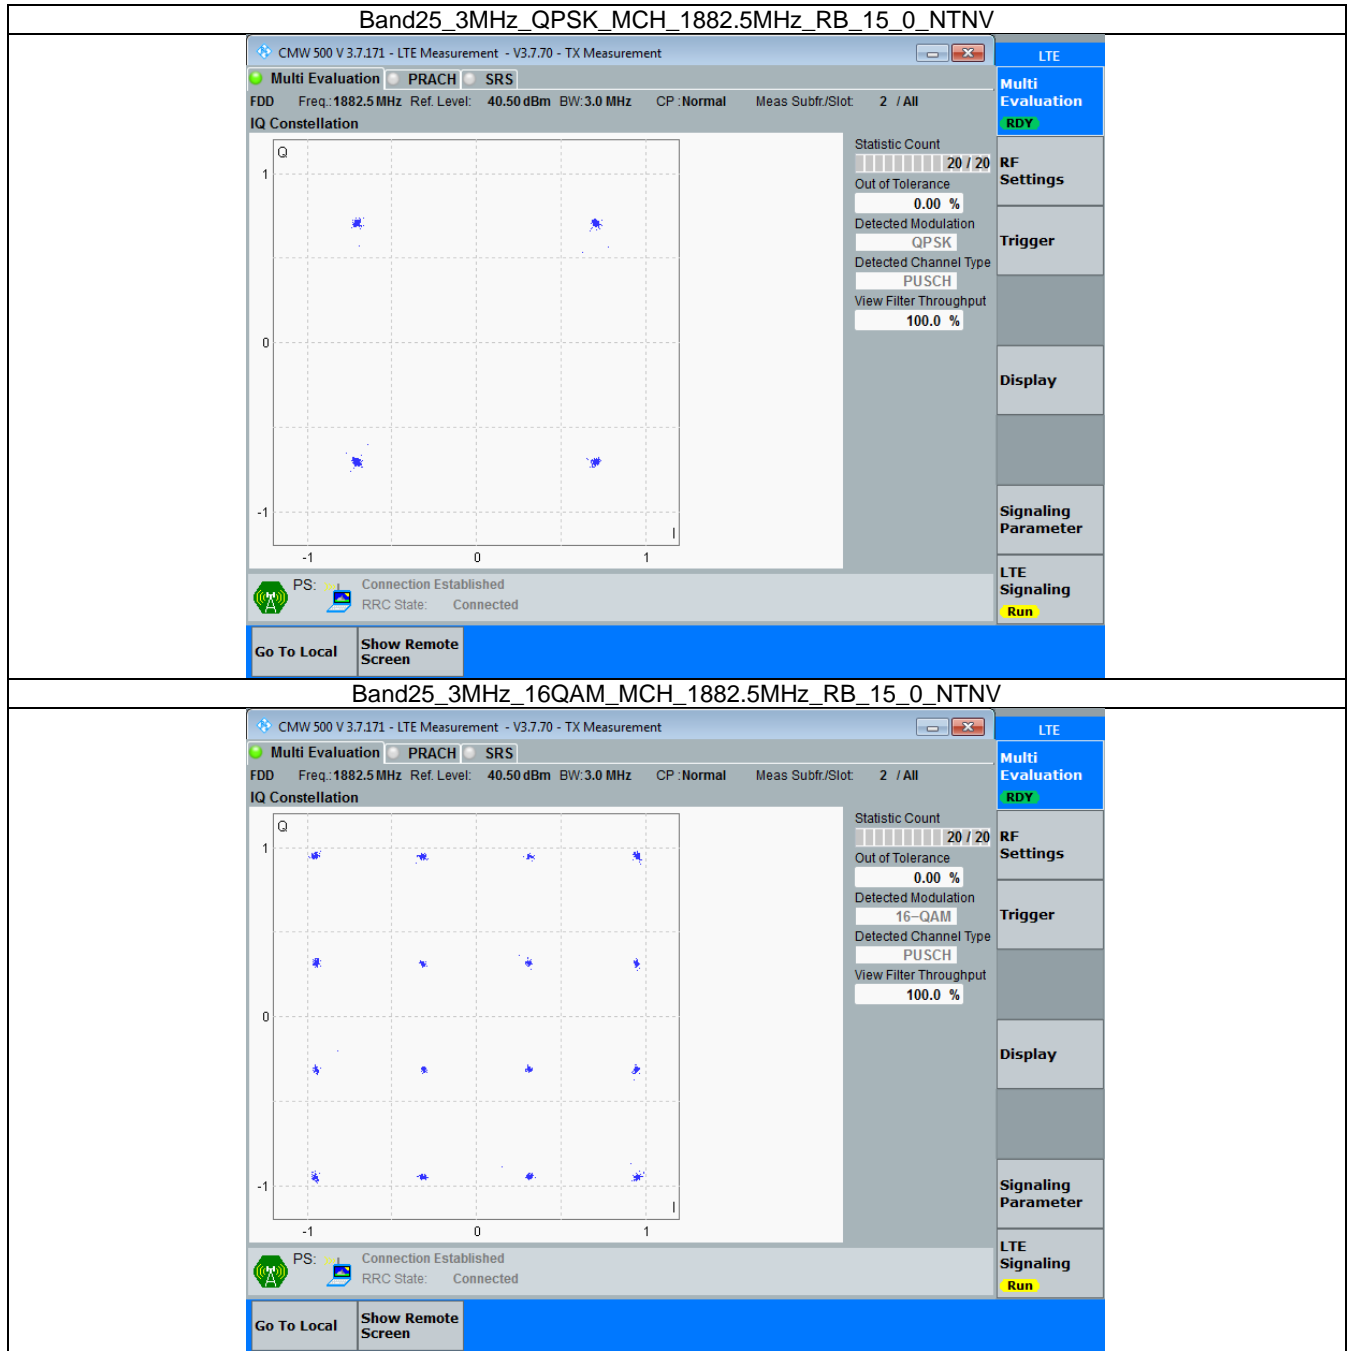 Band25_3MHz_QPSK_MCH_1882.5MHz_RB_15_0_NTNV
CMW 500 V 3.7.171 - LTE Measurement - V3.7.70 - TX Measurement
LTE
Multi Evaluation PRACH SRS
Multi
Evaluation
RDY
FDD Freq.:1882.5 MHz Ref. Level: 40.50 dBm BW:3.0 MHz CP :Normal Meas Subfr./Slot: 2 / All
IQ Constellation
Q
1
0
-1
I
-1 0 1
Statistic Count
20 / 20
Out of Tolerance
0.00 %
Detected Modulation
QPSK
Detected Channel Type
PUSCH
View Filter Throughput
100.0 %
RF
Settings
Trigger
Display
Signaling
Parameter
LTE
Signaling
Run
PS: Connection Established
RRC State: Connected
Go To Local
Show Remote
Screen
Band25_3MHz_16QAM_MCH_1882.5MHz_RB_15_0_NTNV
CMW 500 V 3.7.171 - LTE Measurement - V3.7.70 - TX Measurement
LTE
Multi Evaluation PRACH SRS
Multi
Evaluation
RDY
FDD Freq.:1882.5 MHz Ref. Level: 40.50 dBm BW:3.0 MHz CP :Normal Meas Subfr./Slot: 2 / All
IQ Constellation
Q
1
0
-1
I
-1 0 1
Statistic Count
20 / 20
Out of Tolerance
0.00 %
Detected Modulation
16-QAM
Detected Channel Type
PUSCH
View Filter Throughput
100.0 %
RF
Settings
Trigger
Display
Signaling
Parameter
LTE
Signaling
Run
PS: Connection Established
RRC State: Connected
Go To Local
Show Remote
Screen